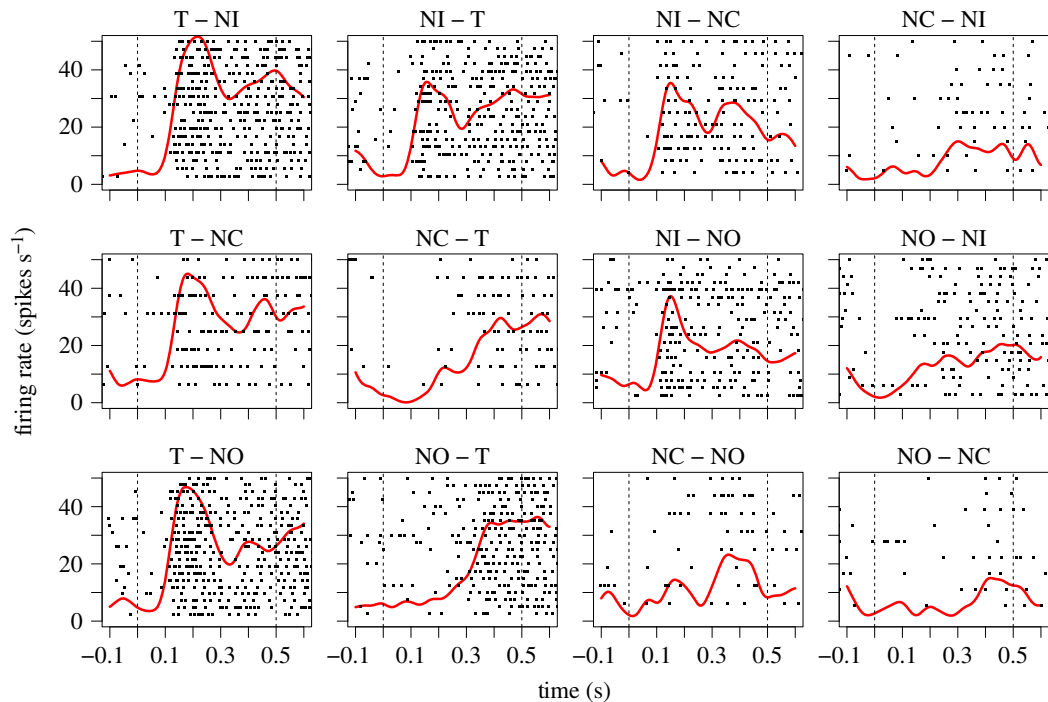 T – NI NI – T NI – NC NC – NI
40
20
0
T – NC NC – T NI – NO NO – NI
40
20
0
firing rate (spikes s⁻¹)
T – NO NO – T NC – NO NO – NC
40
20
0
−0.1 0.1 0.3 0.5 −0.1 0.1 0.3 0.5 −0.1 0.1 0.3 0.5 −0.1 0.1 0.3 0.5
time (s)